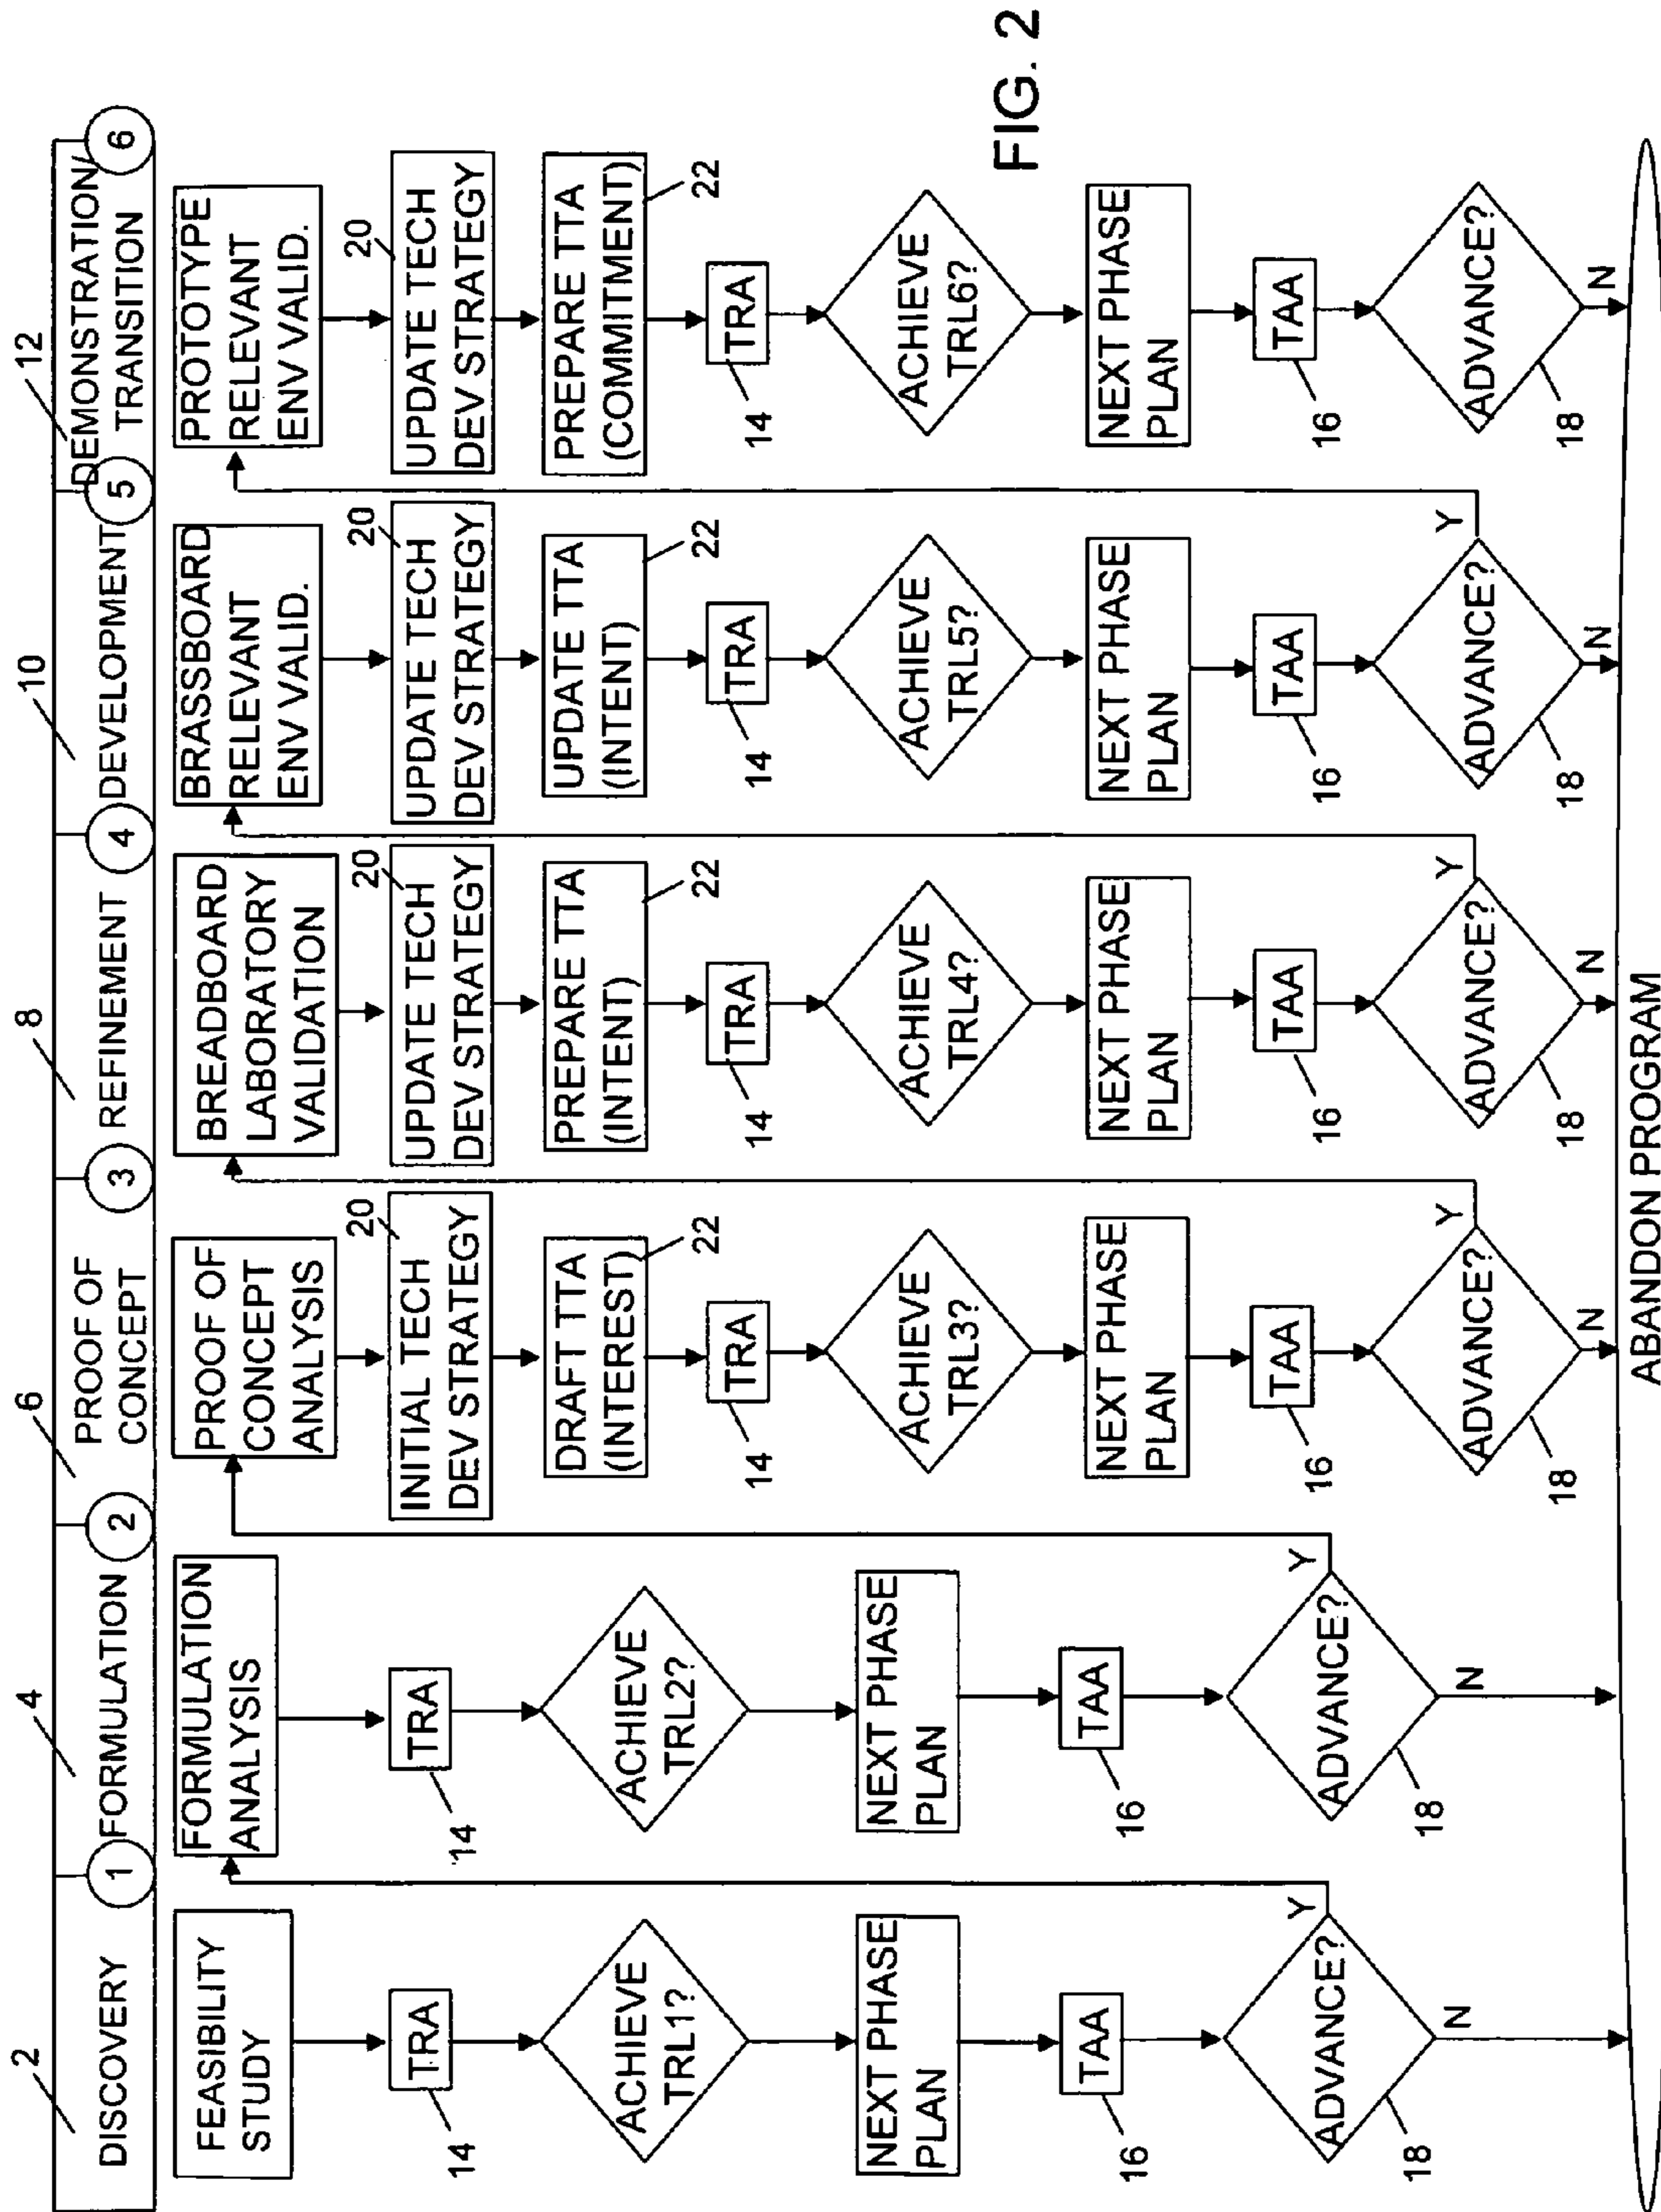 2
4
6
8
10
12
DISCOVERY
1
FORMULATION
2
PROOF OF
CONCEPT
3
REFINEMENT
4
DEVELOPMENT
5
DEMONSTRATION/
TRANSITION
6
FEASIBILITY
STUDY
TRA
14
ACHIEVE
TRL1?
NEXT PHASE
PLAN
TAA
16
ADVANCE?
Y
18
N
FORMULATION
ANALYSIS
TRA
14
ACHIEVE
TRL2?
NEXT PHASE
PLAN
TAA
16
ADVANCE?
Y
18
N
PROOF OF
CONCEPT
ANALYSIS
20
INITIAL TECH
DEV STRATEGY
DRAFT TTA
(INTEREST)
22
TRA
14
ACHIEVE
TRL3?
NEXT PHASE
PLAN
TAA
16
ADVANCE?
Y
18
N
BREADBOARD
LABORATORY
VALIDATION
20
UPDATE TECH
DEV STRATEGY
PREPARE TTA
(INTENT)
22
TRA
14
ACHIEVE
TRL4?
NEXT PHASE
PLAN
TAA
16
ADVANCE?
Y
18
N
BRASSBOARD
RELEVANT
ENV VALID.
20
UPDATE TECH
DEV STRATEGY
UPDATE TTA
(INTENT)
22
TRA
14
ACHIEVE
TRL5?
NEXT PHASE
PLAN
TAA
16
ADVANCE?
Y
18
N
PROTOTYPE
RELEVANT
ENV VALID.
20
UPDATE TECH
DEV STRATEGY
PREPARE TTA
(COMMITMENT)
22
TRA
14
ACHIEVE
TRL6?
NEXT PHASE
PLAN
TAA
16
ADVANCE?
18
N
ABANDON PROGRAM
FIG. 2